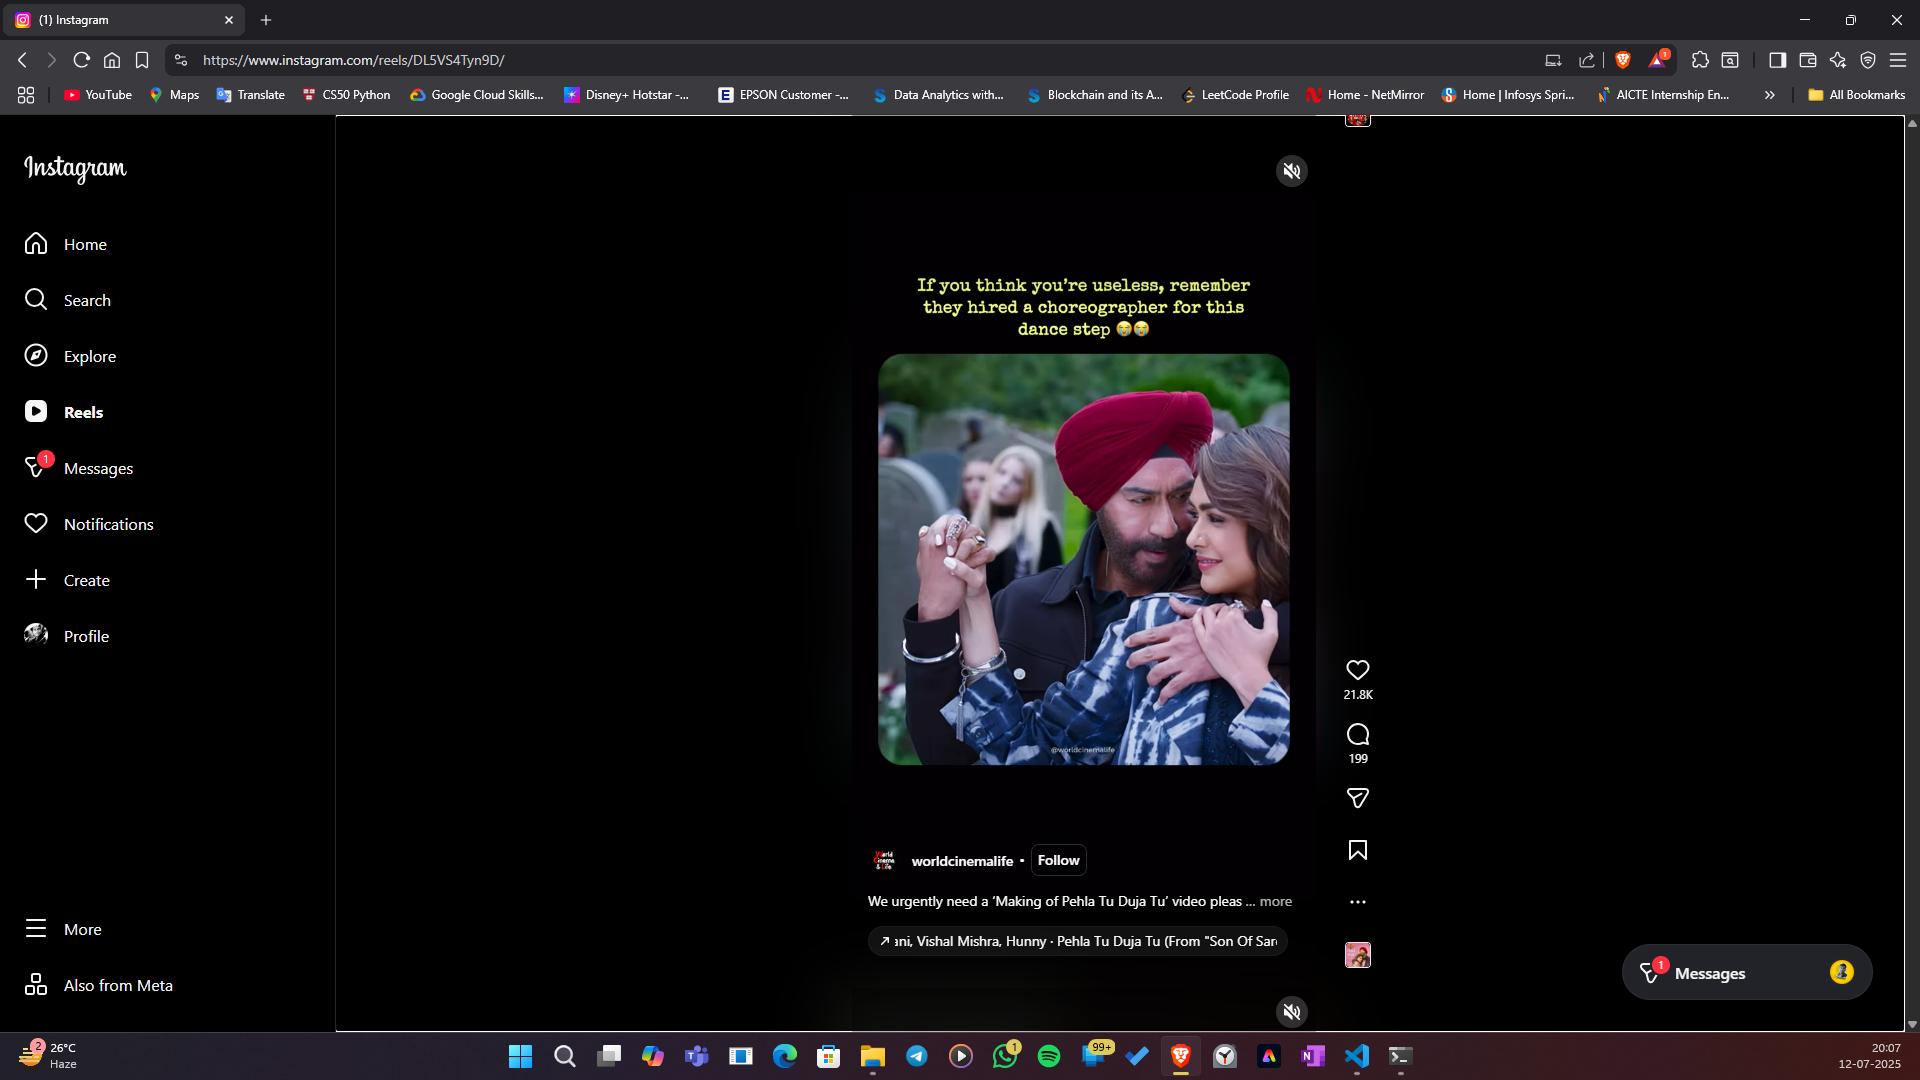 (1) Instagram
https://www.instagram.com/reels/DL5VS4Tyn9D/
1
YouTube
Maps
Translate
CS50 Python
Google Cloud Skills...
Disney+ Hotstar -...
EPSON Customer -...
Data Analytics with...
Blockchain and its A...
LeetCode Profile
Home - NetMirror
Home | Infosys Spri...
AICTE Internship En...
All Bookmarks
Instagram
Home
Search
Explore
Reels
1
Messages
Notifications
Create
Profile
More
Also from Meta
If you think you're useless, remember
they hired a choreographer for this
dance step 😭😭
@worldcinemalife
21.8K
199
World
Cinema
& Life
worldcinemalife • Follow
We urgently need a 'Making of Pehla Tu Duja Tu' video pleas ... more
ani, Vishal Mishra, Hunny · Pehla Tu Duja Tu (From "Son Of Sar
1
Messages
2
26°C
Haze
1
99+
20:07
12-07-2025